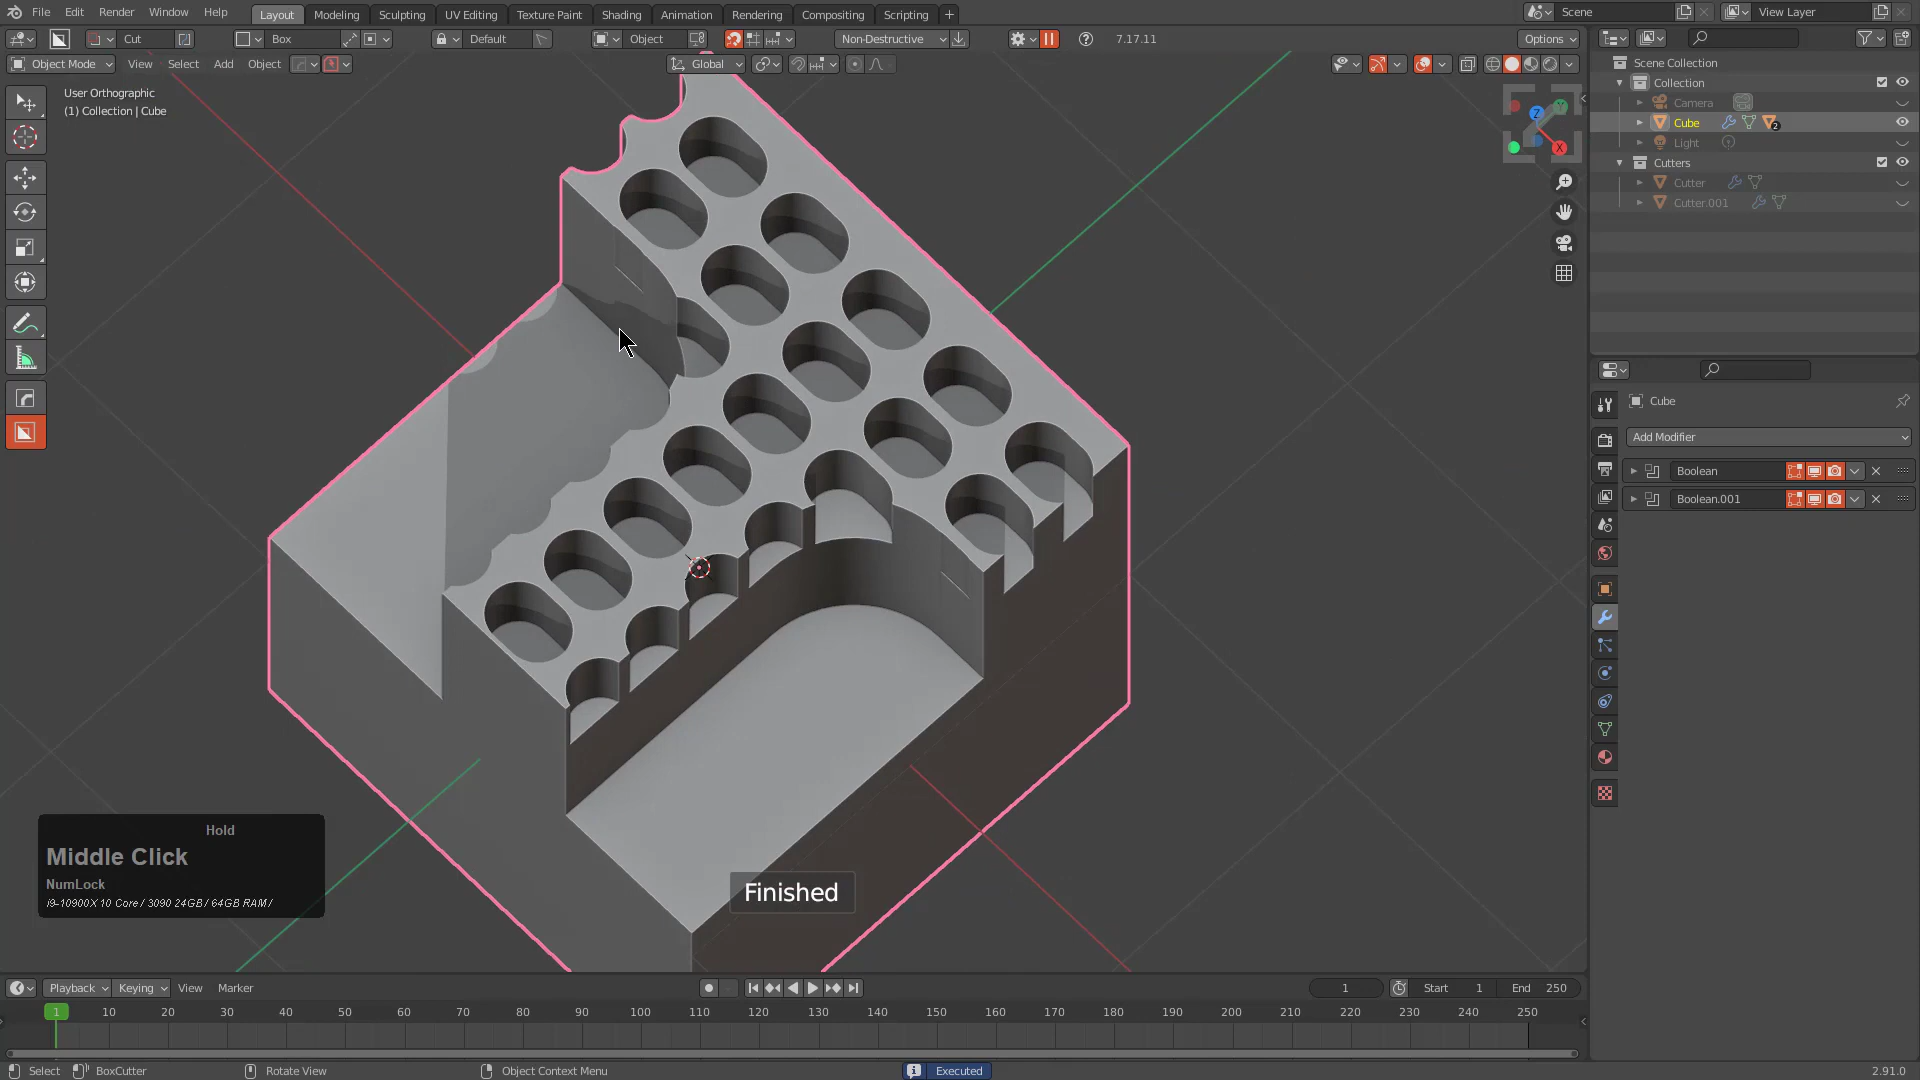 File Edit Render Window Help
Layout Modeling Sculpting UV Editing Texture Paint Shading Animation Rendering Compositing Scripting +
Scene
View Layer
Cut Box Default Object Non-Destructive 7.17.11 Options
Object Mode View Select Add Object Global
User Orthographic
(1) Collection | Cube
Z
X
Scene Collection
Collection
Camera
Cube 2
Light
Cutters
Cutter
Cutter.001
Cube
Add Modifier
Boolean
Boolean.001
Hold
Middle Click
NumLock
i9-10900X 10 Core / 3090 24GB / 64GB RAM /
Finished
Playback Keying View Marker 1 Start 1 End 250
1 10 20 30 40 50 60 70 80 90 100 110 120 130 140 150 160 170 180 190 200 210 220 230 240 250
Select BoxCutter Rotate View Object Context Menu Executed 2.91.0